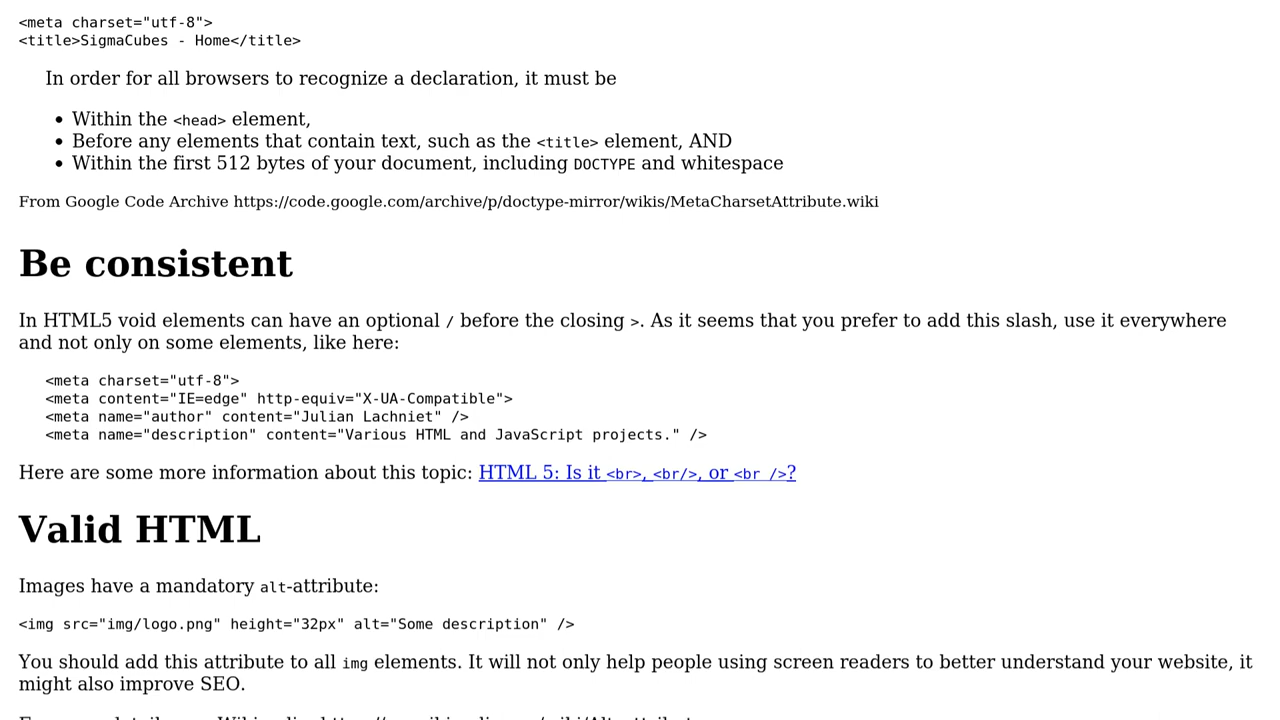 <meta charset="utf-8">
<title>SigmaCubes - Home</title>
In order for all browsers to recognize a declaration, it must be
• Within the <head> element,
• Before any elements that contain text, such as the <title> element, AND
• Within the first 512 bytes of your document, including DOCTYPE and whitespace
From Google Code Archive https://code.google.com/archive/p/doctype-mirror/wikis/MetaCharsetAttribute.wiki
Be consistent
In HTML5 void elements can have an optional / before the closing >. As it seems that you prefer to add this slash, use it everywhere
and not only on some elements, like here:
<meta charset="utf-8">
<meta content="IE=edge" http-equiv="X-UA-Compatible">
<meta name="author" content="Julian Lachniet" />
<meta name="description" content="Various HTML and JavaScript projects." />
Here are some more information about this topic: HTML 5: Is it <br>, <br/>, or <br />?
Valid HTML
Images have a mandatory alt-attribute:
<img src="img/logo.png" height="32px" alt="Some description" />
You should add this attribute to all img elements. It will not only help people using screen readers to better understand your website, it
might also improve SEO.